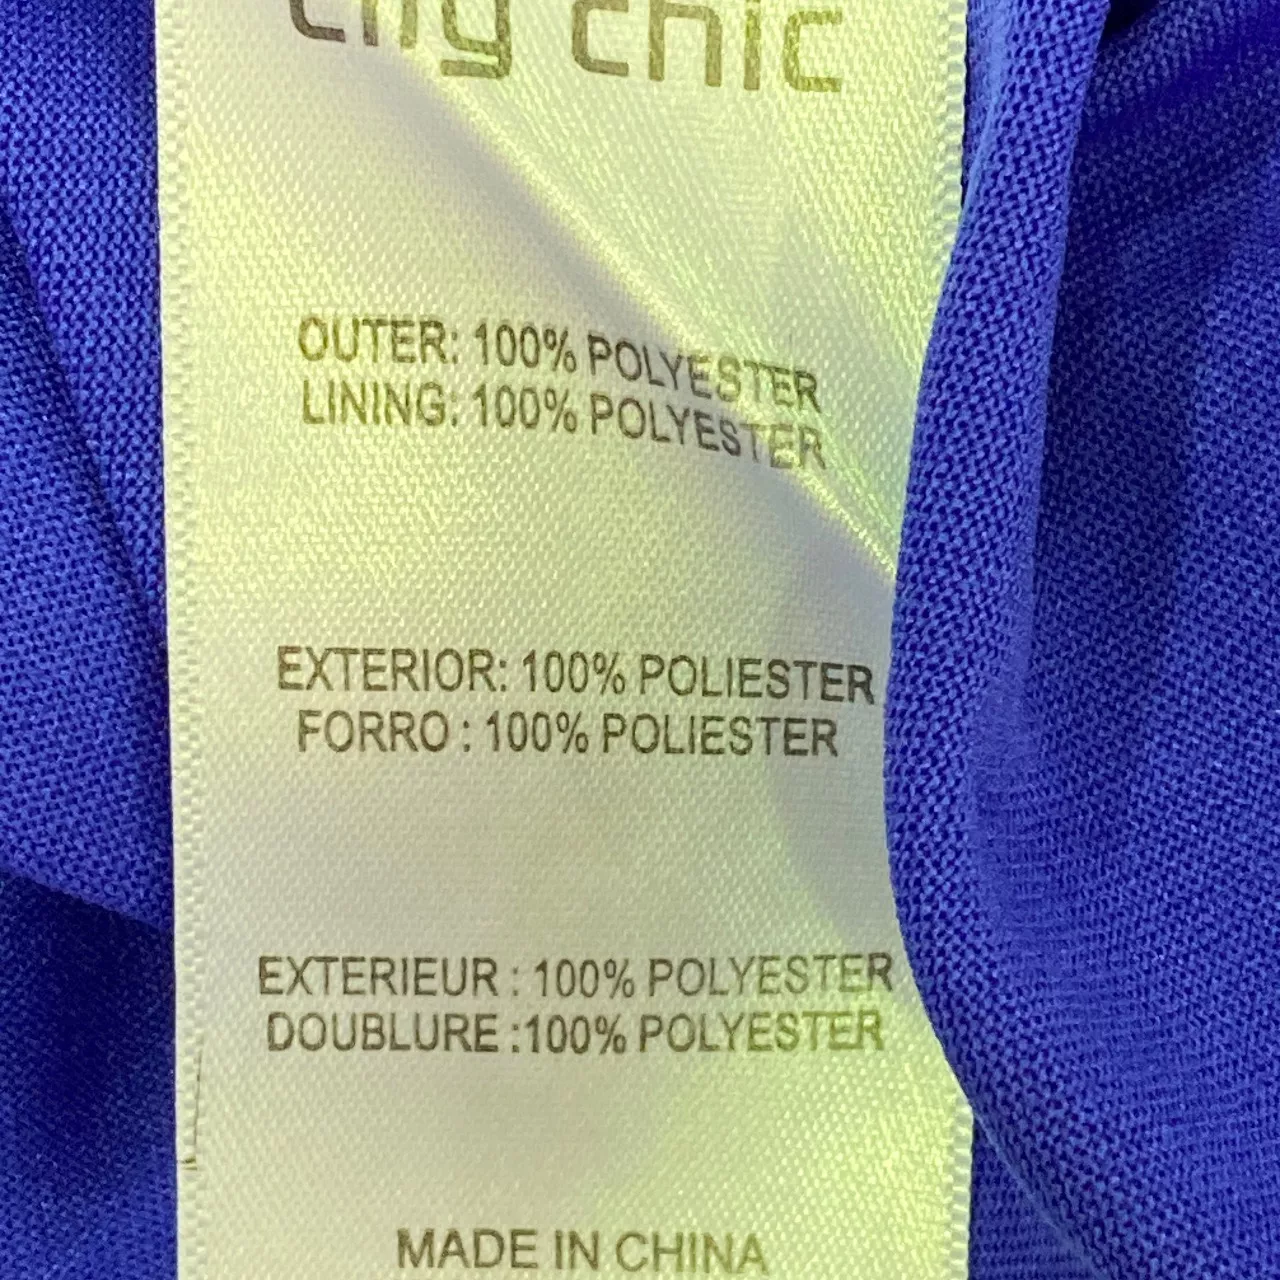 city chic
OUTER: 100% POLYESTER
LINING: 100% POLYESTER
EXTERIOR: 100% POLIESTER
FORRO : 100% POLIESTER
EXTERIEUR : 100% POLYESTER
DOUBLURE :100% POLYESTER
MADE IN CHINA